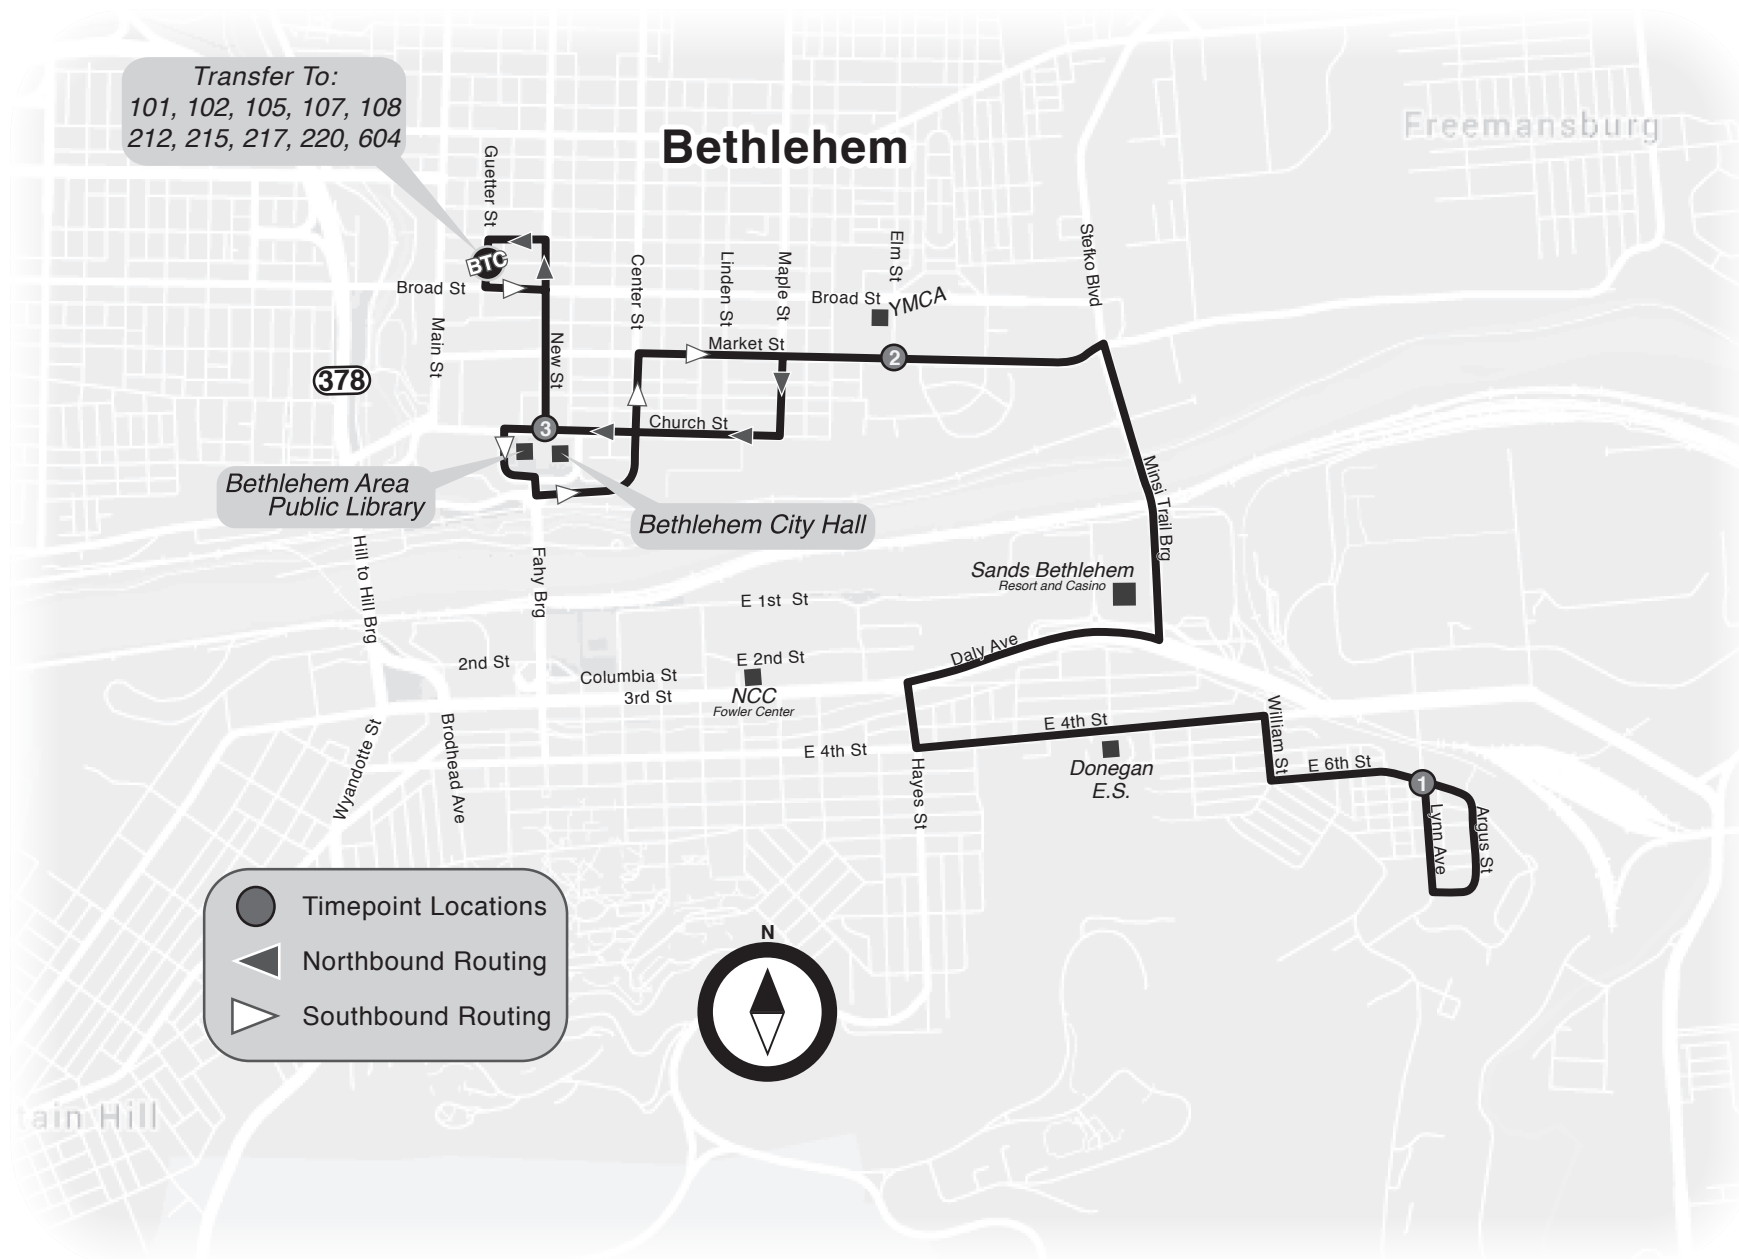 Transfer To:
101, 102, 105, 107, 108
212, 215, 217, 220, 604
Bethlehem
Freemansburg
Guetter St
BTC
Broad St
Main St
New St
Center St
Linden St
Maple St
Elm St
Broad St
YMCA
Stefko Blvd
Market St
2
378
Church St
3
Bethlehem Area
Public Library
Bethlehem City Hall
Minsi Trail Brg
Hill to Hill Brg
Fahy Brg
Sands Bethlehem
Resort and Casino
E 1st St
Daly Ave
2nd St
E 2nd St
Columbia St
3rd St
NCC
Fowler Center
E 4th St
E 4th St
William St
Wyandotte St
Brodhead Ave
Hayes St
Donegan
E.S.
E 6th St
1
Lynn Ave
Argus St
Timepoint Locations
Northbound Routing
Southbound Routing
N
tain Hill